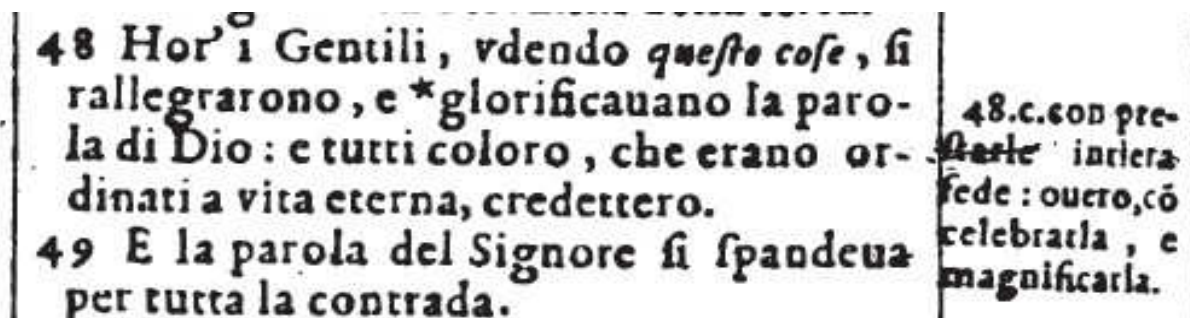 48 Hor' i Gentili, vdendo queſte coſe, ſi
rallegrarono, e *glorificauano la paro-
la di Dio: e tutti coloro, che erano or-
dinati a vita eterna, credettero.
49 E la parola del Signore ſi ſpandeua
per tutta la contrada.
48.c.con pre-
ſtarle intiera
fede: ouero, cõ
celebrarla, e
magnificarla.